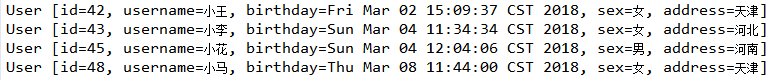 User [id=42, username=小王, birthday=Fri Mar 02 15:09:37 CST 2018, sex=女, address=天津]
User [id=43, username=小李, birthday=Sun Mar 04 11:34:34 CST 2018, sex=女, address=河北]
User [id=45, username=小花, birthday=Sun Mar 04 12:04:06 CST 2018, sex=男, address=河南]
User [id=48, username=小马, birthday=Thu Mar 08 11:44:00 CST 2018, sex=女, address=天津]